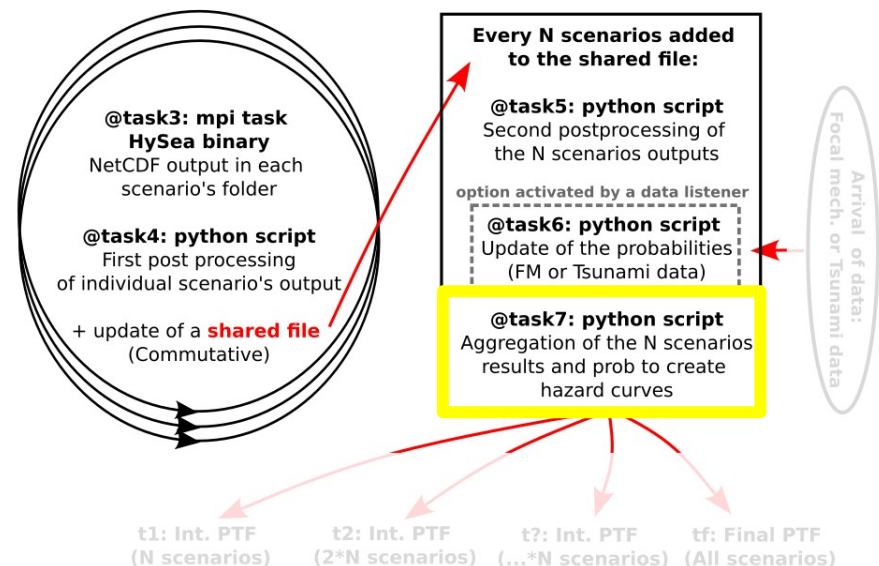 @task3: mpi task
HySea binary
NetCDF output in each
scenario's folder
@task4: python script
First post processing
of individual scenario's output
+ update of a shared file
(Commutative)
Every N scenarios added
to the shared file:
@task5: python script
Second postprocessing of
the N scenarios outputs
option activated by a data listener
@task6: python script
Update of the probabilities
(FM or Tsunami data)
@task7: python script
Aggregation of the N scenarios
results and prob to create
hazard curves
Arrival of data:
Focal mech. or Tsunami data
t1: Int. PTF
(N scenarios)
t2: Int. PTF
(2*N scenarios)
t?: Int. PTF
(...*N scenarios)
tf: Final PTF
(All scenarios)